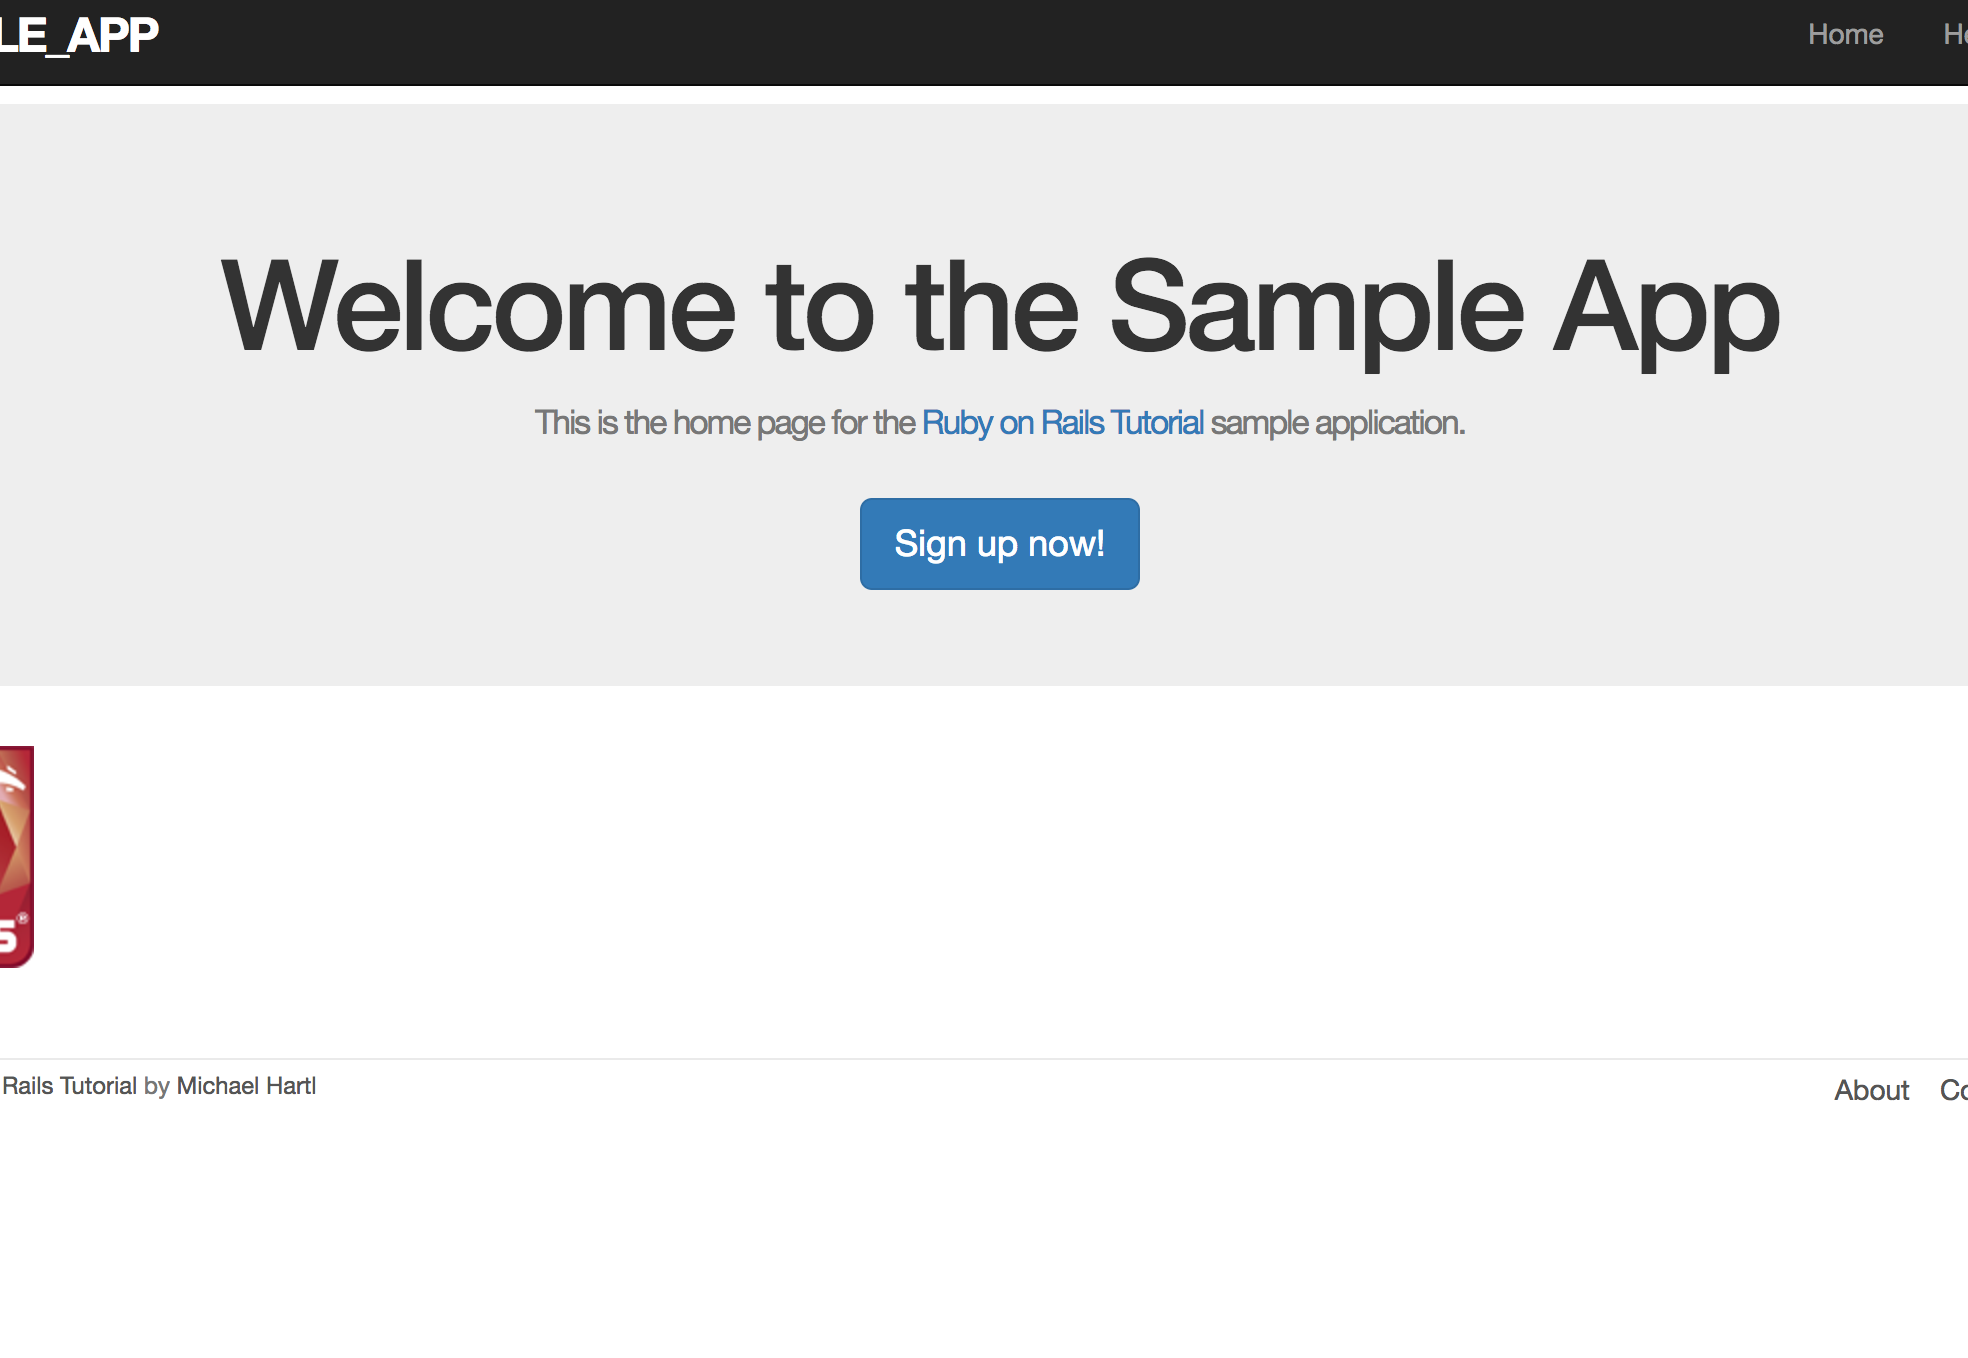 LE_APP
Home
He
Welcome to the Sample App
This is the home page for the Ruby on Rails Tutorial sample application.
Sign up now!
S®
Rails Tutorial by Michael Hartl
About
Co